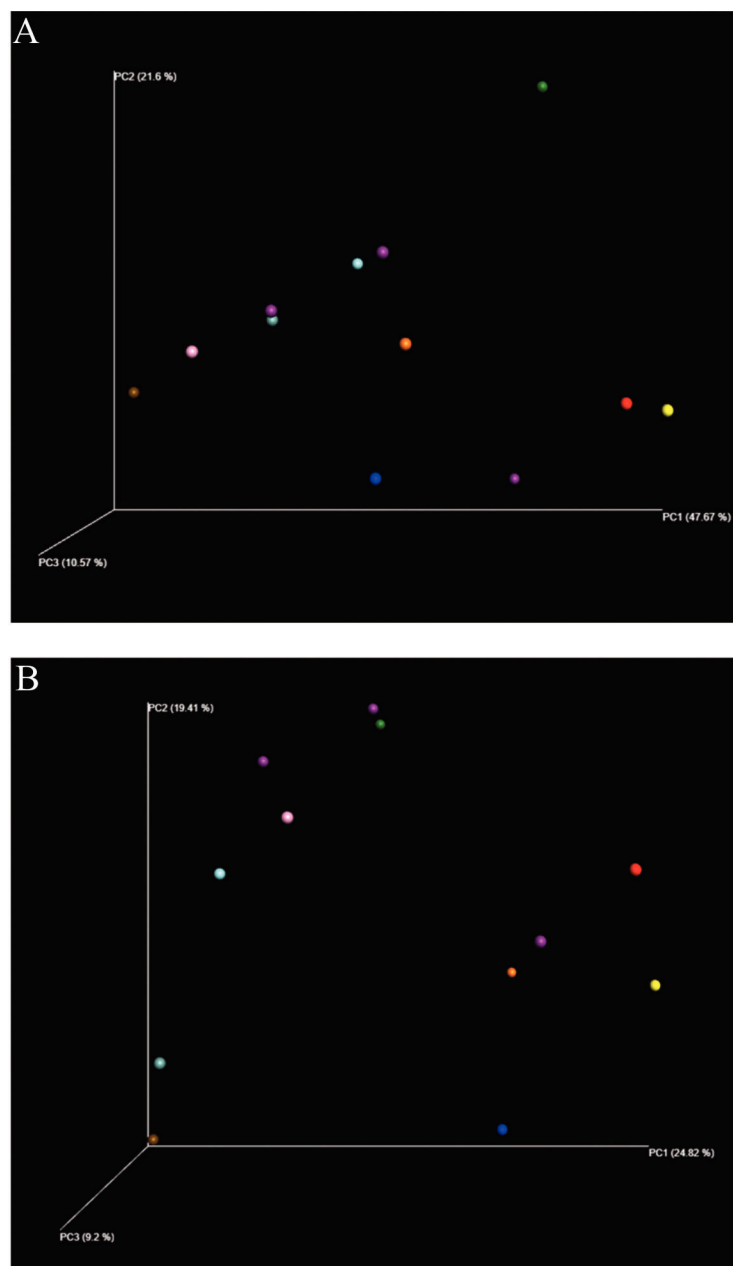 A
PC2 (21.6 %)
PC1 (47.67 %)
PC3 (10.57 %)
B
PC2 (19.41 %)
PC1 (24.82 %)
PC3 (9.2 %)